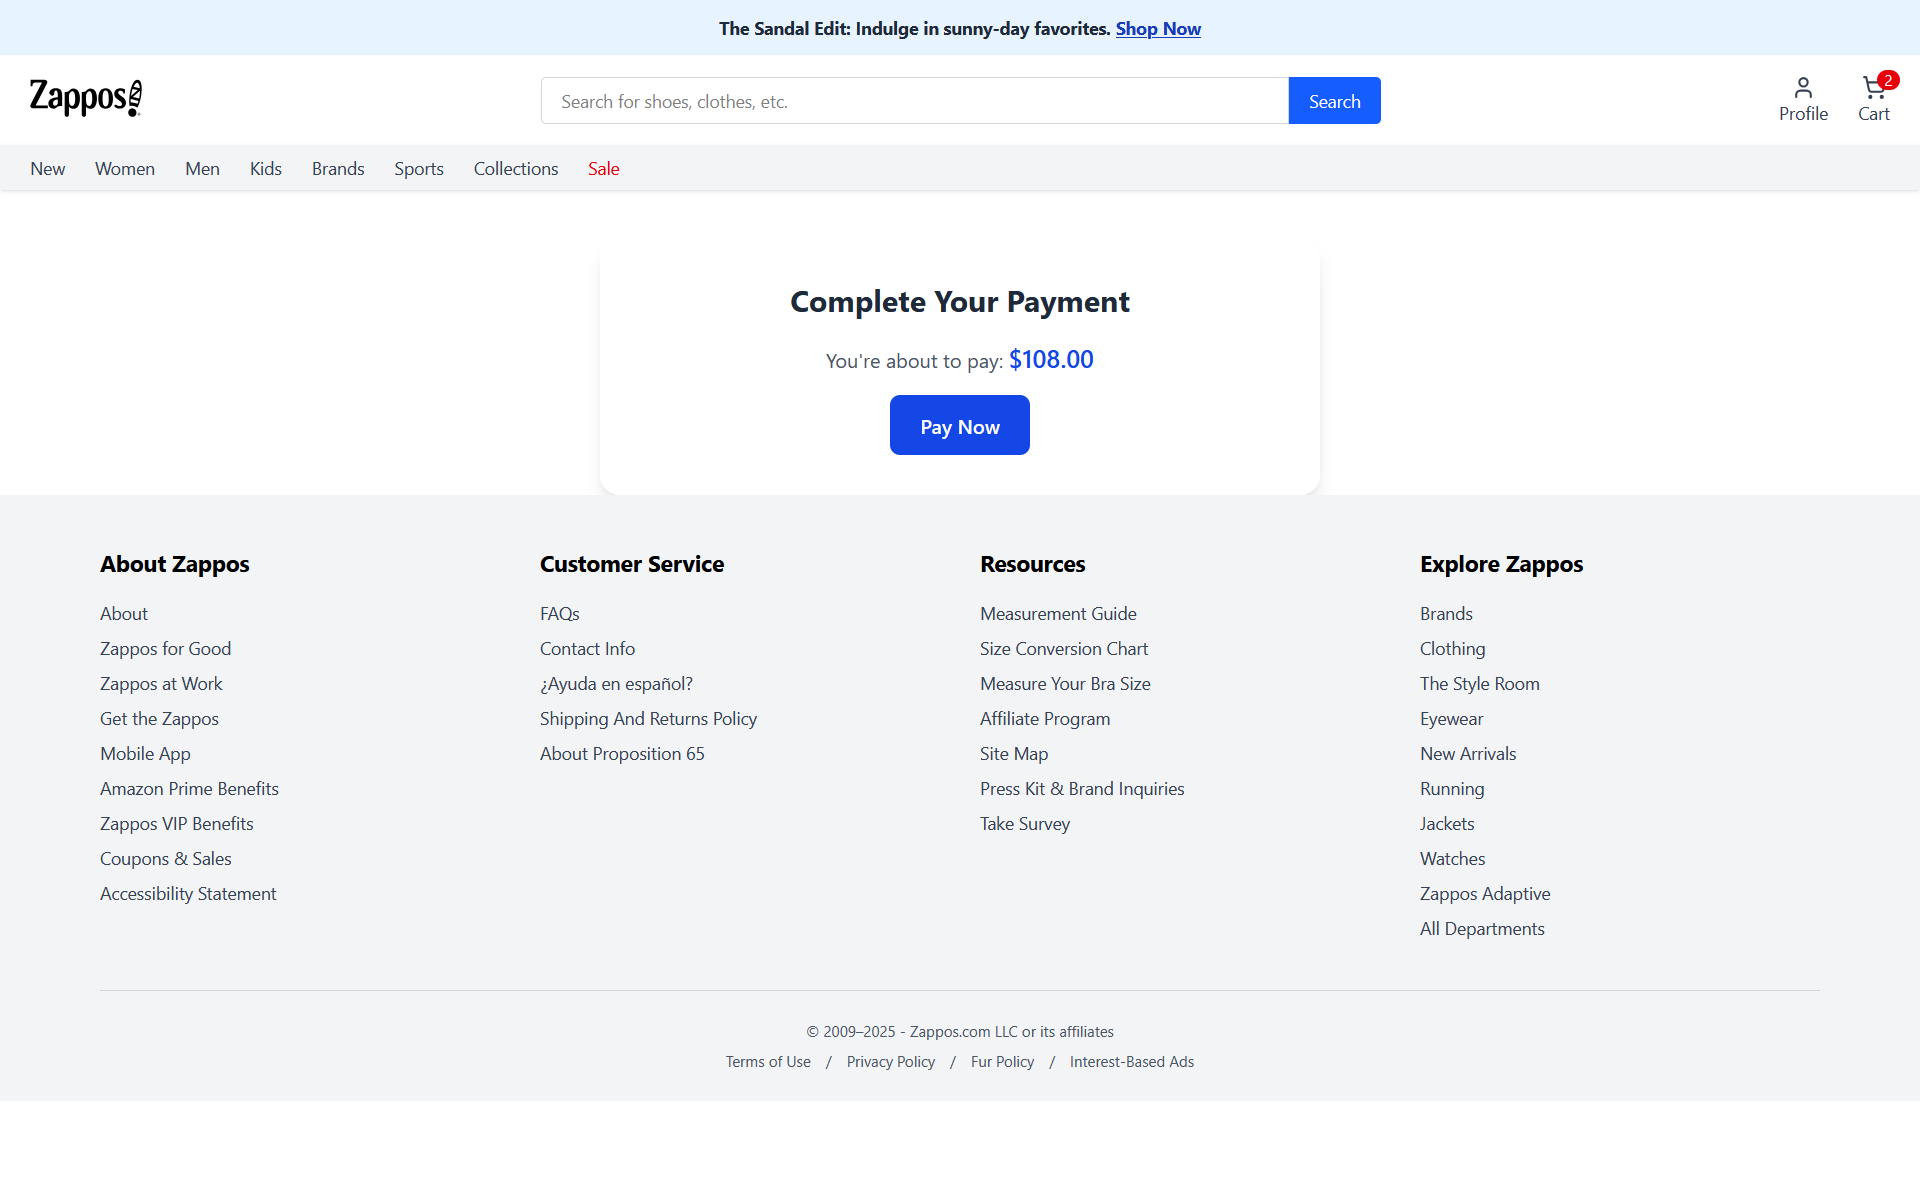 The Sandal Edit: Indulge in sunny-day favorites. Shop Now
Zappos
Search for shoes, clothes, etc.
Search
Profile
2
Cart
New
Women
Men
Kids
Brands
Sports
Collections
Sale
Complete Your Payment
You're about to pay: $108.00
Pay Now
About Zappos
About
Zappos for Good
Zappos at Work
Get the Zappos
Mobile App
Amazon Prime Benefits
Zappos VIP Benefits
Coupons & Sales
Accessibility Statement
Customer Service
FAQs
Contact Info
¿Ayuda en español?
Shipping And Returns Policy
About Proposition 65
Resources
Measurement Guide
Size Conversion Chart
Measure Your Bra Size
Affiliate Program
Site Map
Press Kit & Brand Inquiries
Take Survey
Explore Zappos
Brands
Clothing
The Style Room
Eyewear
New Arrivals
Running
Jackets
Watches
Zappos Adaptive
All Departments
© 2009–2025 - Zappos.com LLC or its affiliates
Terms of Use / Privacy Policy / Fur Policy / Interest-Based Ads